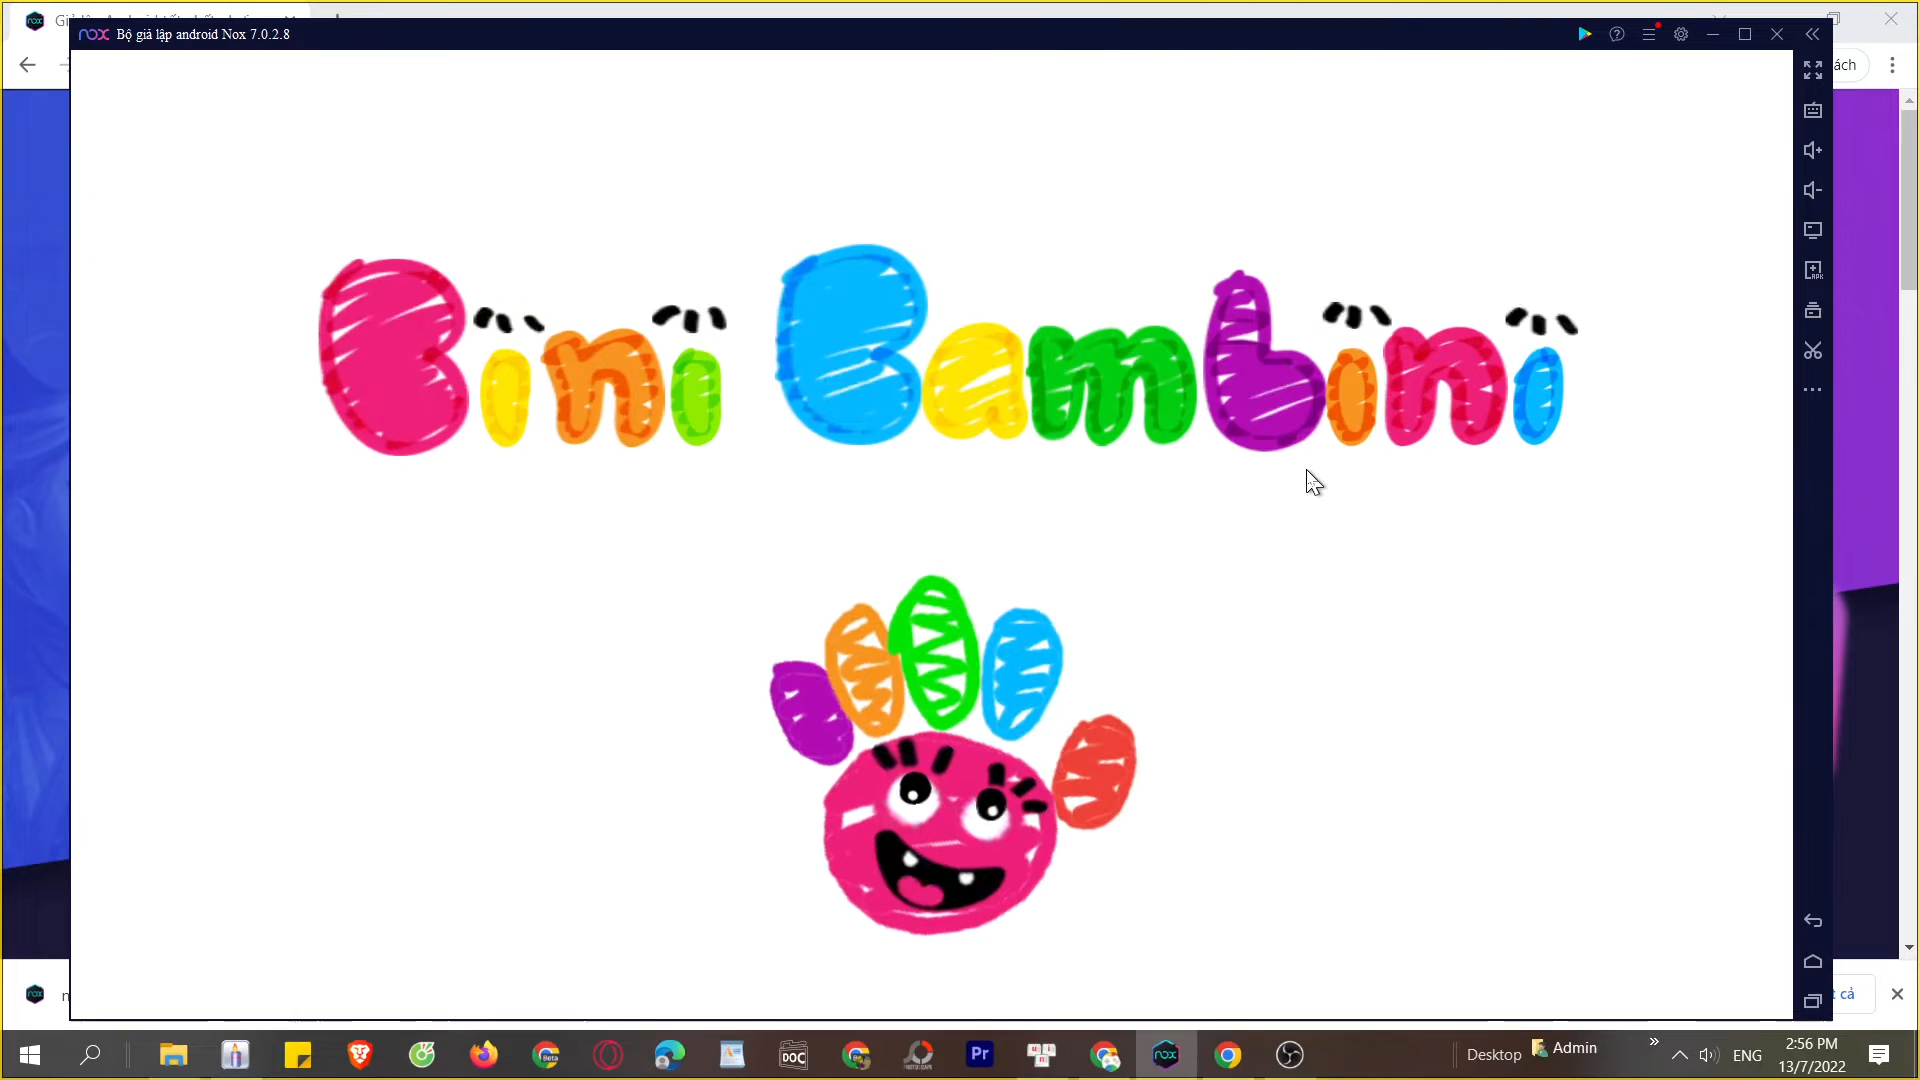 nox Bộ giả lập android Nox 7.0.2.8
ách
Bini Bambini
n
t cả
Desktop Admin ENG 2:56 PM
13/7/2022